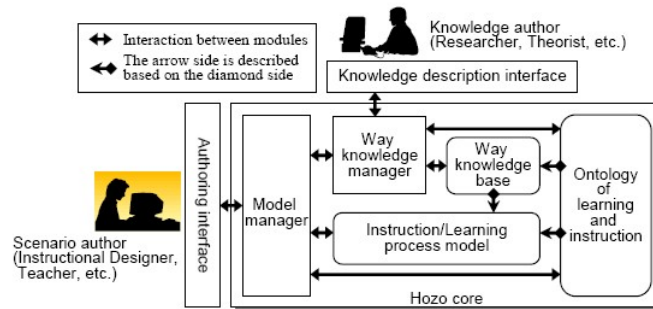 Interaction between modules
The arrow side is described
based on the diamond side
Knowledge author
(Researcher, Theorist, etc.)
Knowledge description interface
Authoring interface
Way
knowledge
manager
Way
knowledge
base
Ontology
of
learning
and
instruction
Model
manager
Instruction/Learning
process model
Scenario author
(Instructional Designer,
Teacher, etc.)
Hozo core